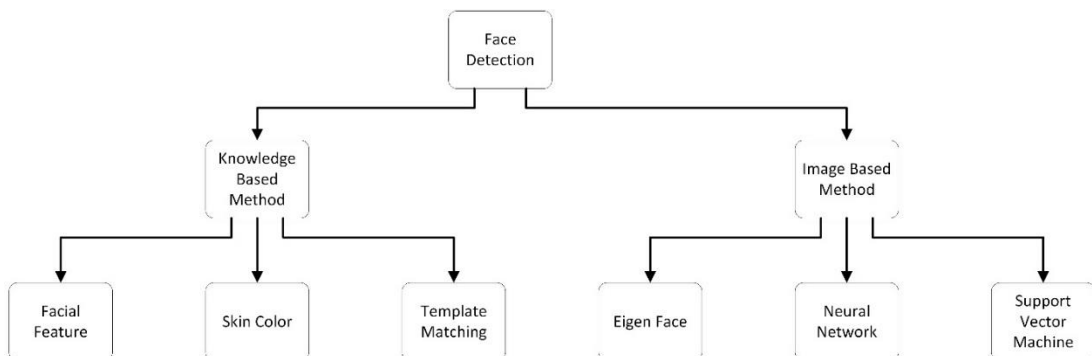 Face
Detection
Knowledge
Based
Method
Image Based
Method
Facial
Feature
Skin Color
Template
Matching
Eigen Face
Neural
Network
Support
Vector
Machine